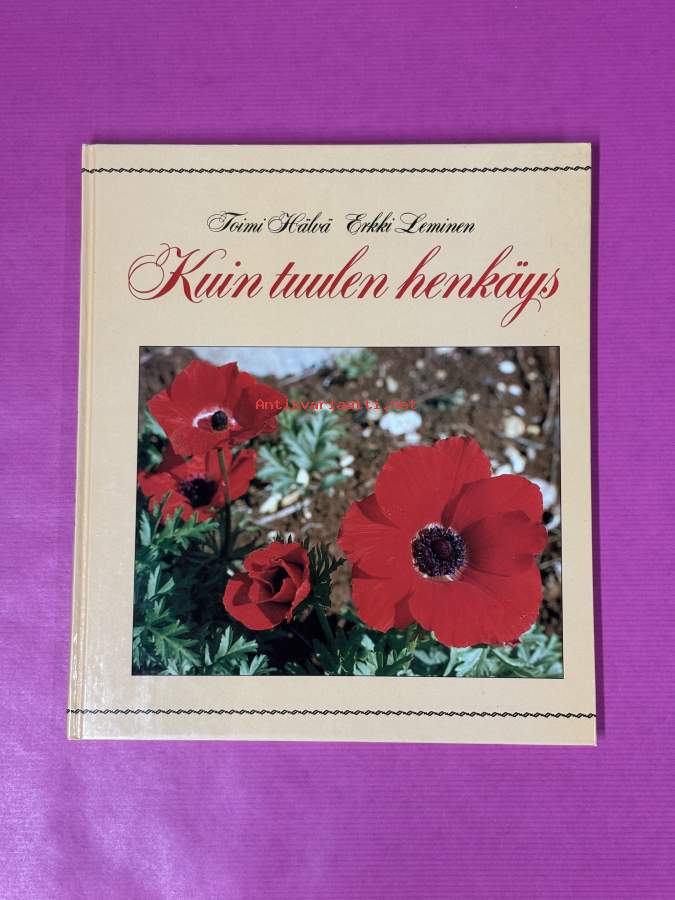 Toimi Hälvä Erkki Leminen
Kuin tuulen henkäys
Antikvariaatti.net